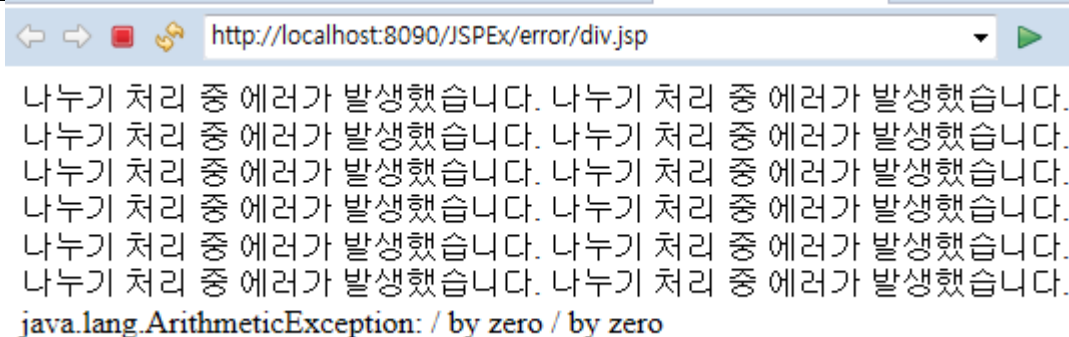 http://localhost:8090/JSPEx/error/div.jsp
나누기 처리 중 에러가 발생했습니다. 나누기 처리 중 에러가 발생했습니다.
나누기 처리 중 에러가 발생했습니다. 나누기 처리 중 에러가 발생했습니다.
나누기 처리 중 에러가 발생했습니다. 나누기 처리 중 에러가 발생했습니다.
나누기 처리 중 에러가 발생했습니다. 나누기 처리 중 에러가 발생했습니다.
나누기 처리 중 에러가 발생했습니다. 나누기 처리 중 에러가 발생했습니다.
나누기 처리 중 에러가 발생했습니다. 나누기 처리 중 에러가 발생했습니다.
java.lang.ArithmeticException: / by zero / by zero